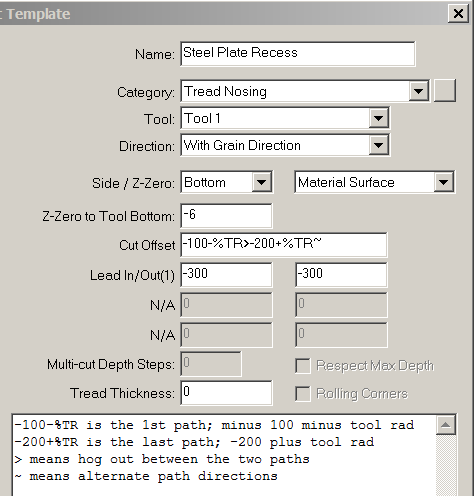 t Template
Name: Steel Plate Recess
Category: Tread Nosing
Tool: Tool 1
Direction: With Grain Direction
Side / Z-Zero: Bottom Material Surface
Z-Zero to Tool Bottom: -6
Cut Offset -100-%TR>-200+%TR~
Lead In/Out(1) -300 -300
N/A 0 0
N/A 0 0
Multi-cut Depth Steps: 0 Respect Max Depth
Tread Thickness: 0 Rolling Corners
-100-%TR is the 1st path; minus 100 minus tool rad
-200+%TR is the last path; -200 plus tool rad
> means hog out between the two paths
~ means alternate path directions